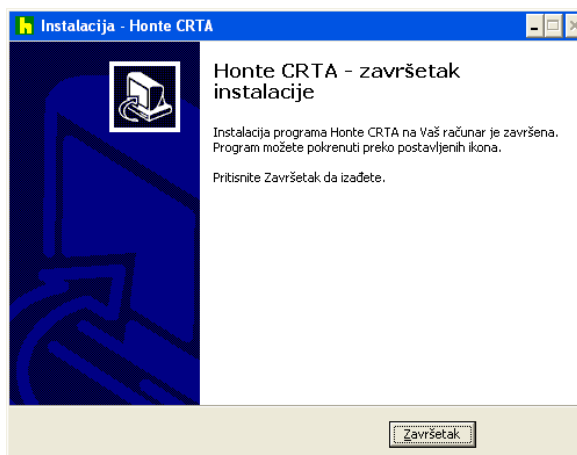 h Instalacija - Honte CRTA
Honte CRTA - završetak
instalacije
Instalacija programa Honte CRTA na Vaš računar je završena.
Program možete pokrenuti preko postavljenih ikona.
Pritisnite Završetak da izađete.
Završetak